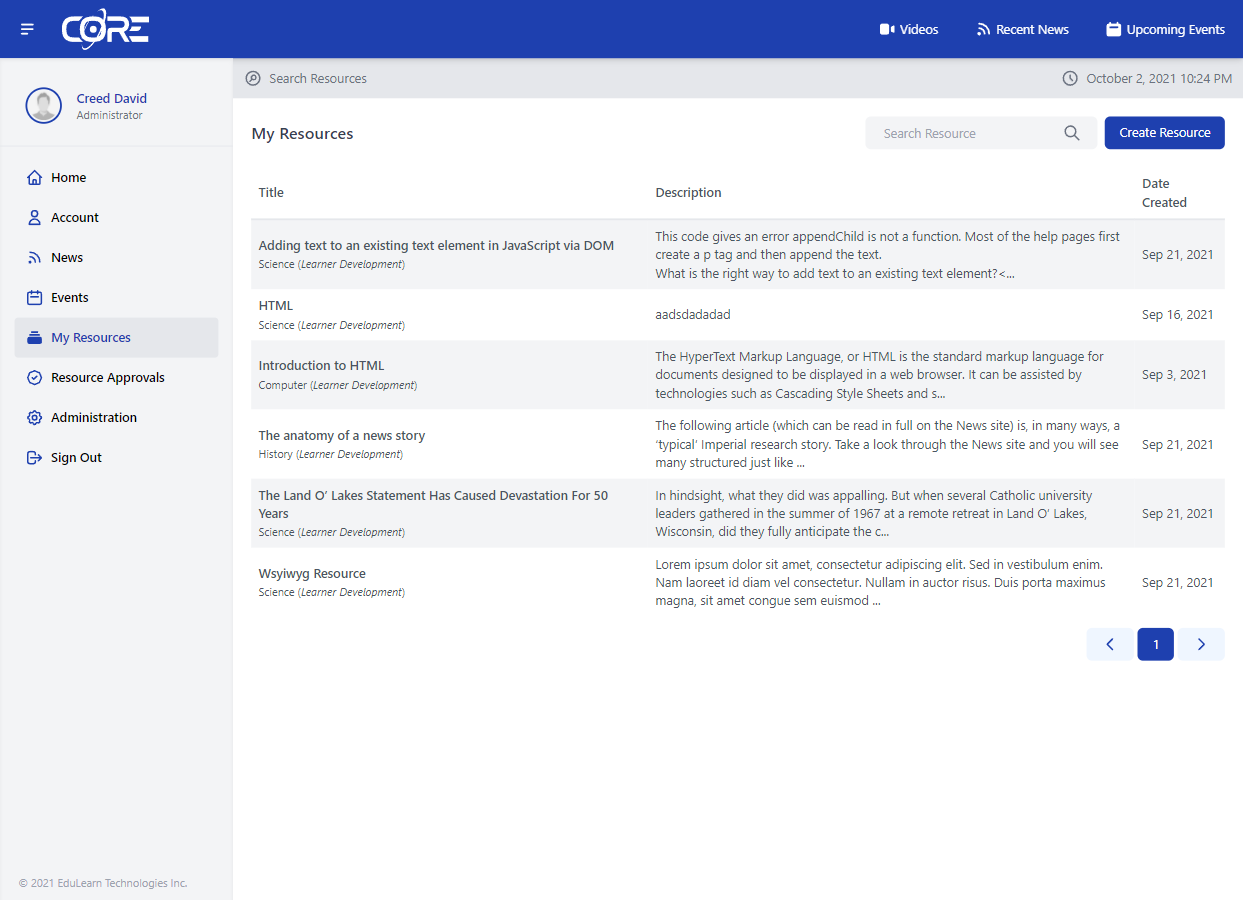 CORE
Videos
Recent News
Upcoming Events
Creed David
Administrator
Home
Account
News
Events
My Resources
Resource Approvals
Administration
Sign Out
© 2021 EduLearn Technologies Inc.
Search Resources
October 2, 2021 10:24 PM
My Resources
Search Resource
Create Resource
Title
Description
Date
Created
Adding text to an existing text element in JavaScript via DOM
Science (Learner Development)
This code gives an error appendChild is not a function. Most of the help pages first
create a p tag and then append the text.
What is the right way to add text to an existing text element?<...
Sep 21, 2021
HTML
Science (Learner Development)
aadsdadadad
Sep 16, 2021
Introduction to HTML
Computer (Learner Development)
The HyperText Markup Language, or HTML is the standard markup language for
documents designed to be displayed in a web browser. It can be assisted by
technologies such as Cascading Style Sheets and s...
Sep 3, 2021
The anatomy of a news story
History (Learner Development)
The following article (which can be read in full on the News site) is, in many ways, a
‘typical’ Imperial research story. Take a look through the News site and you will see
many structured just like ...
Sep 21, 2021
The Land O’ Lakes Statement Has Caused Devastation For 50
Years
Science (Learner Development)
In hindsight, what they did was appalling. But when several Catholic university
leaders gathered in the summer of 1967 at a remote retreat in Land O’ Lakes,
Wisconsin, did they fully anticipate the c...
Sep 21, 2021
Wsyiwyg Resource
Science (Learner Development)
Lorem ipsum dolor sit amet, consectetur adipiscing elit. Sed in vestibulum enim.
Nam laoreet id diam vel consectetur. Nullam in auctor risus. Duis porta maximus
magna, sit amet congue sem euismod ...
Sep 21, 2021
1